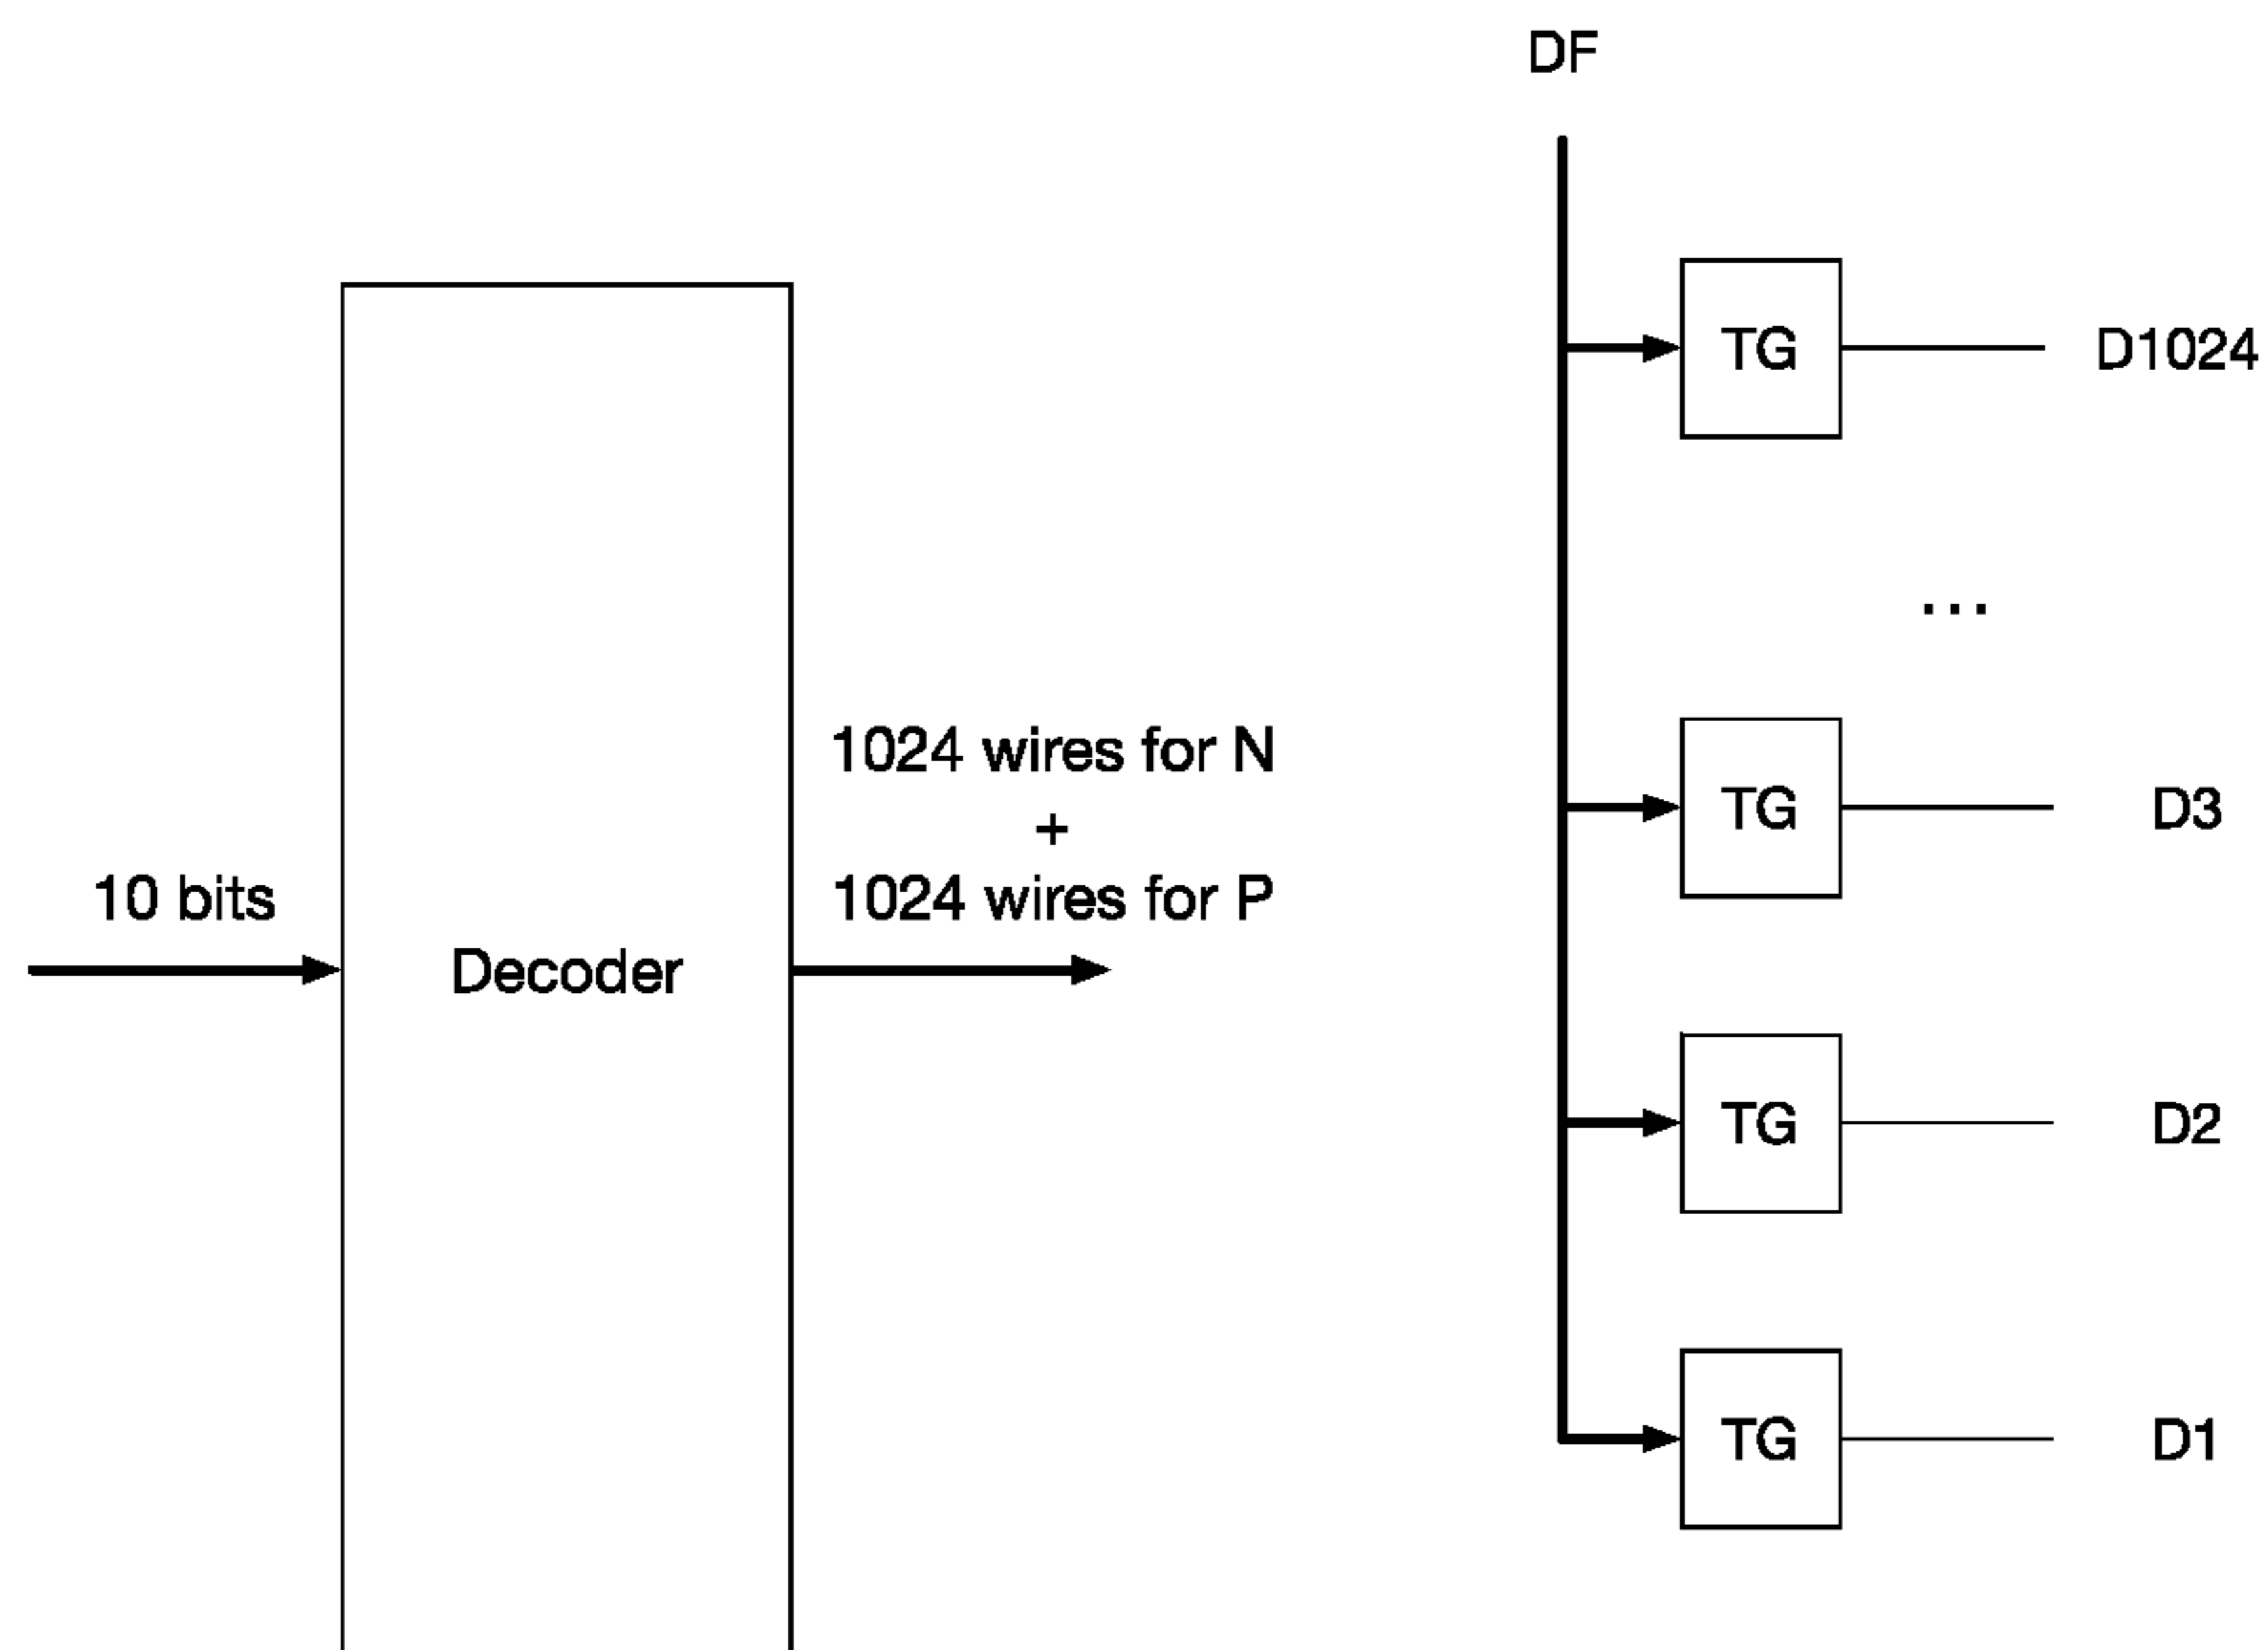 DF
TG
D1024
...
1024 wires for N
+
1024 wires for P
TG
D3
10 bits
Decoder
TG
D2
TG
D1